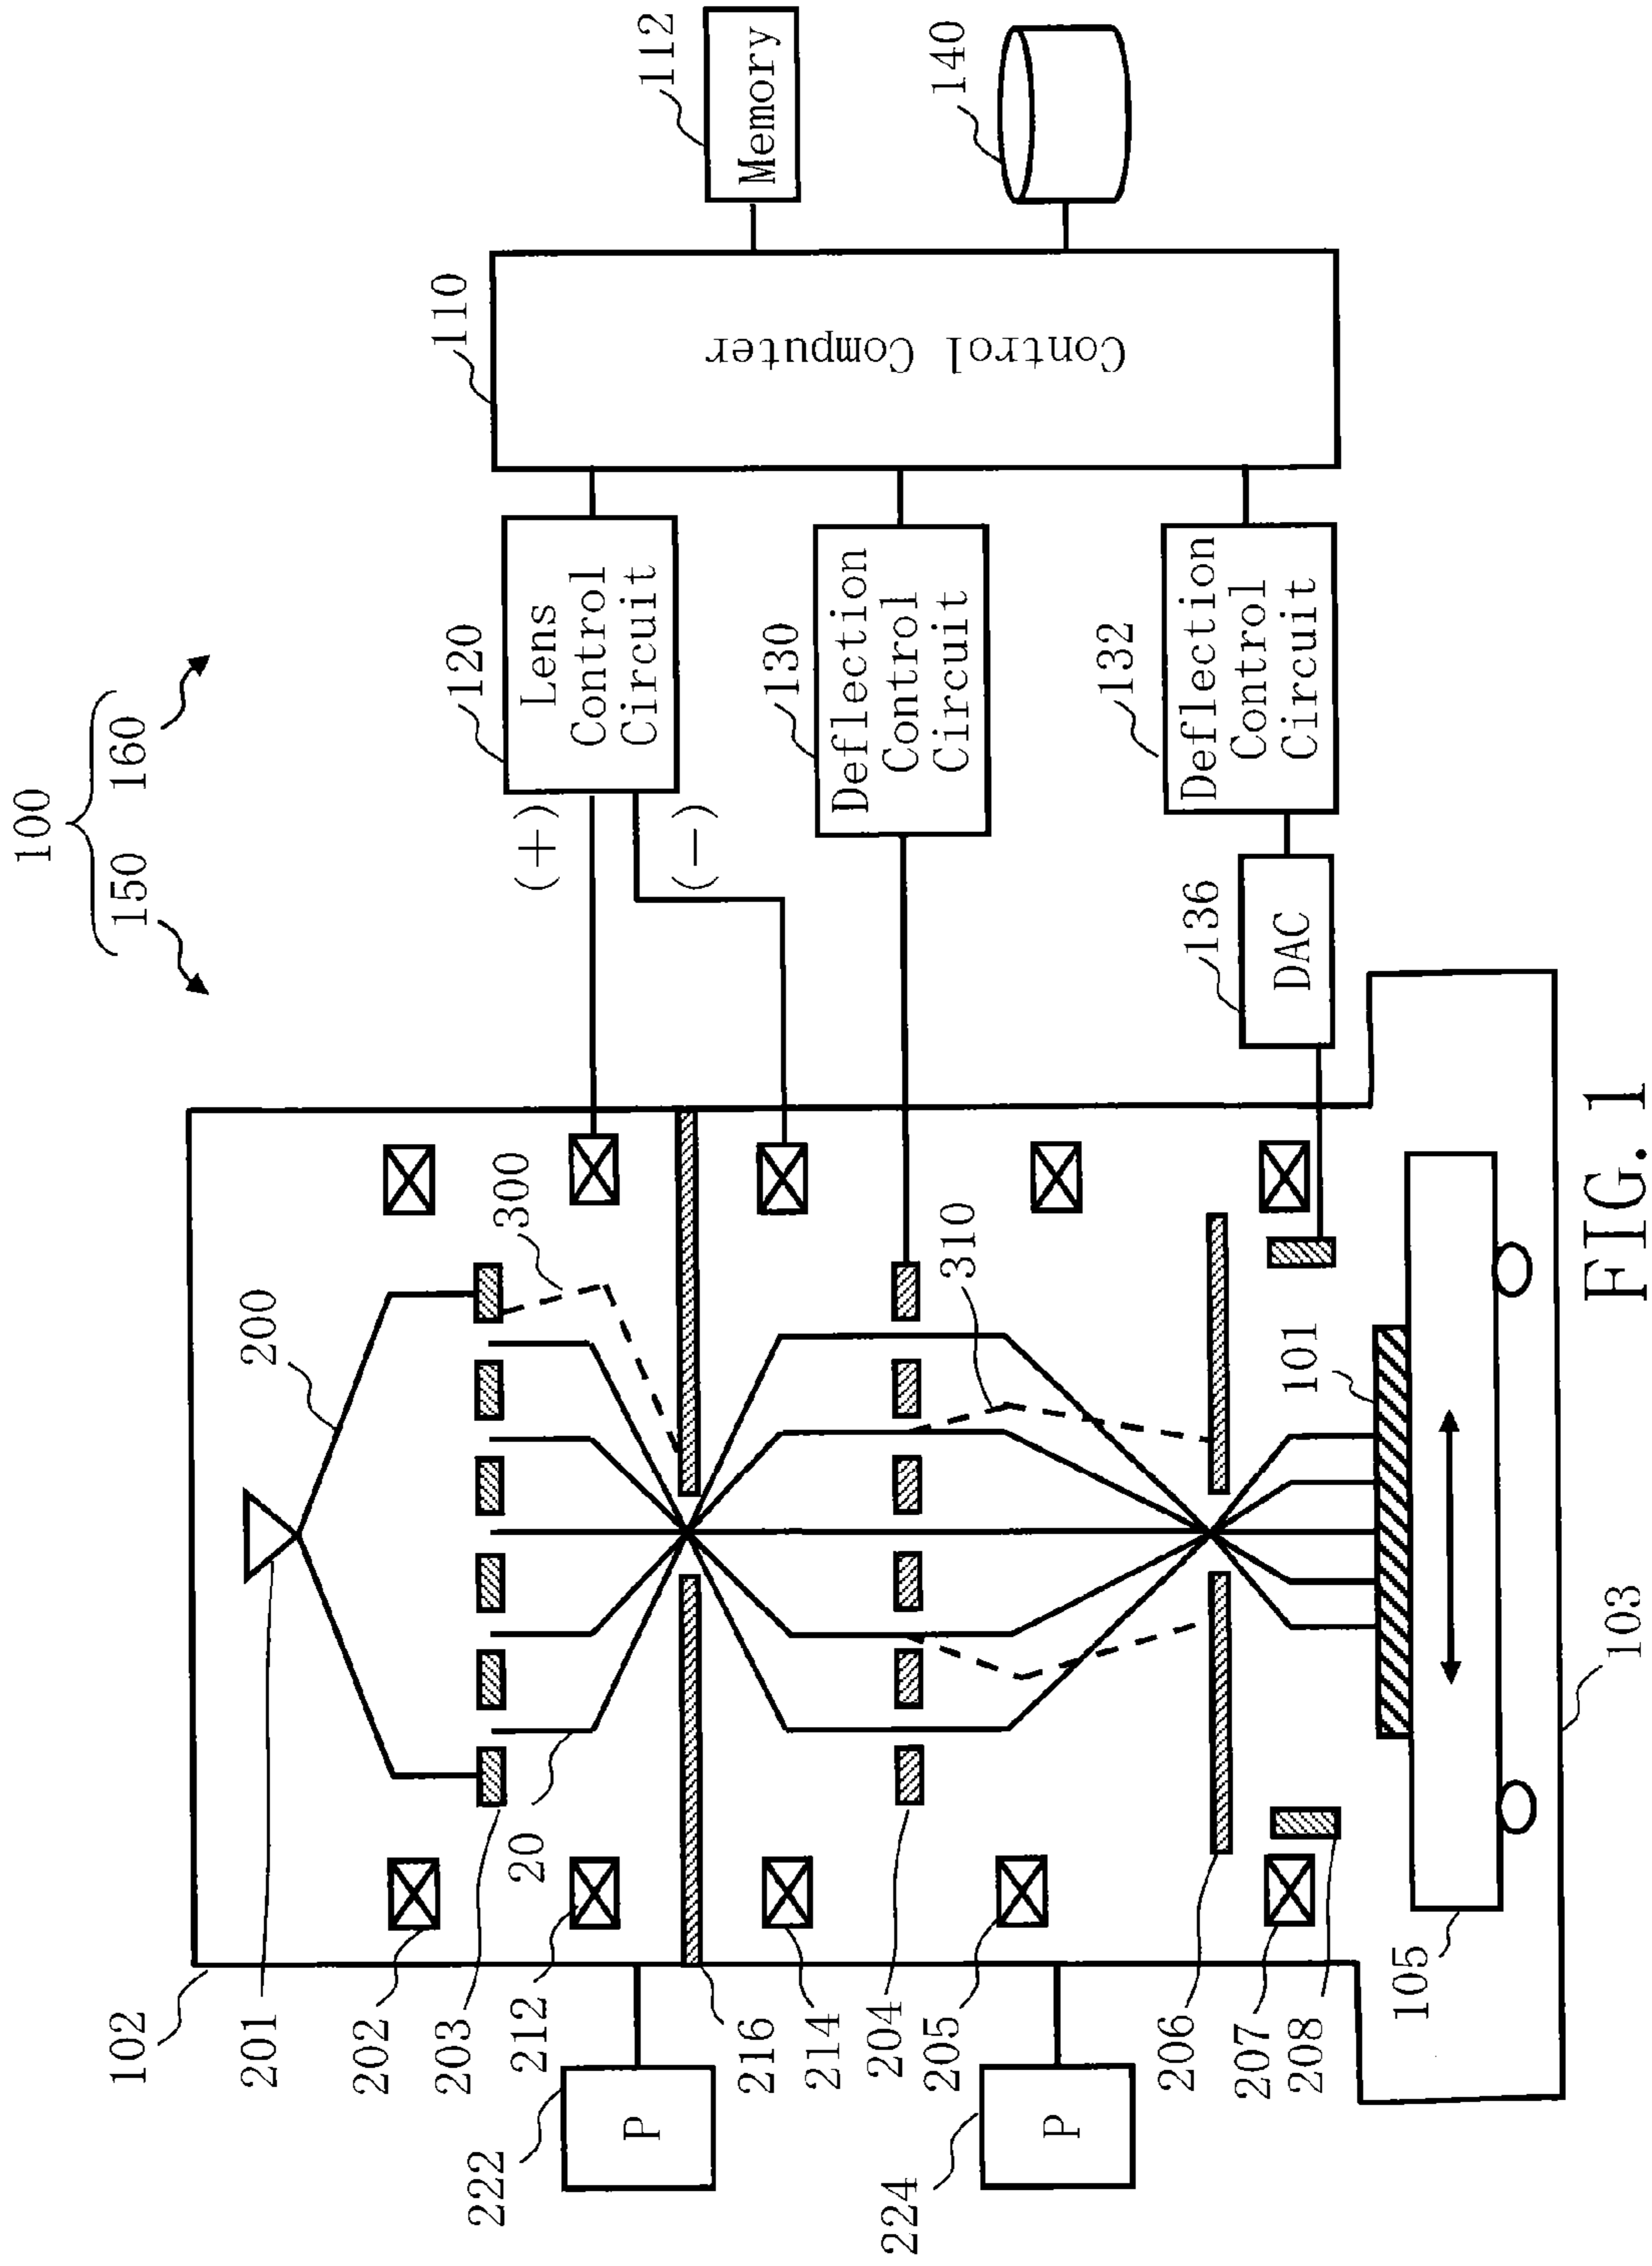 100
150
160
102
201
202
203
212
20
200
300
222
P
216
214
204
205
224
P
206
207
208
310
101
105
103
(+)
(-)
120
Lens
Control
Circuit
130
Deflection
Control
Circuit
132
Deflection
Control
Circuit
136
DAC
110
Control Computer
112
Memory
140
FIG. 1